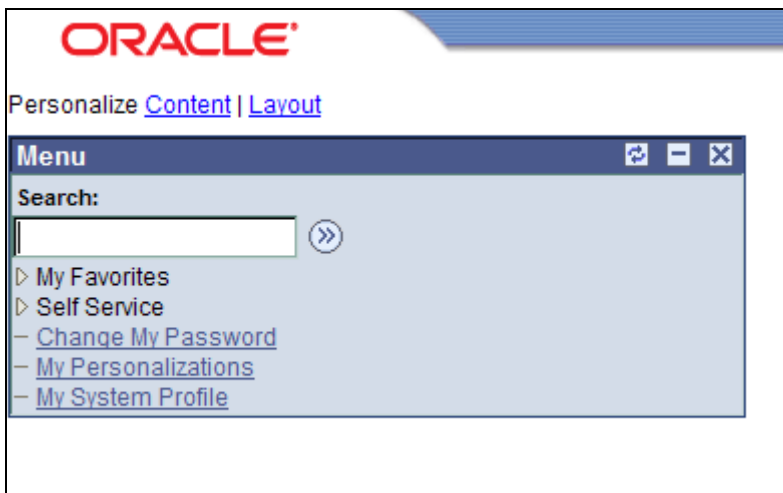 ORACLE
Personalize Content | Layout
Menu
Search:
My Favorites
Self Service
Change My Password
My Personalizations
My System Profile